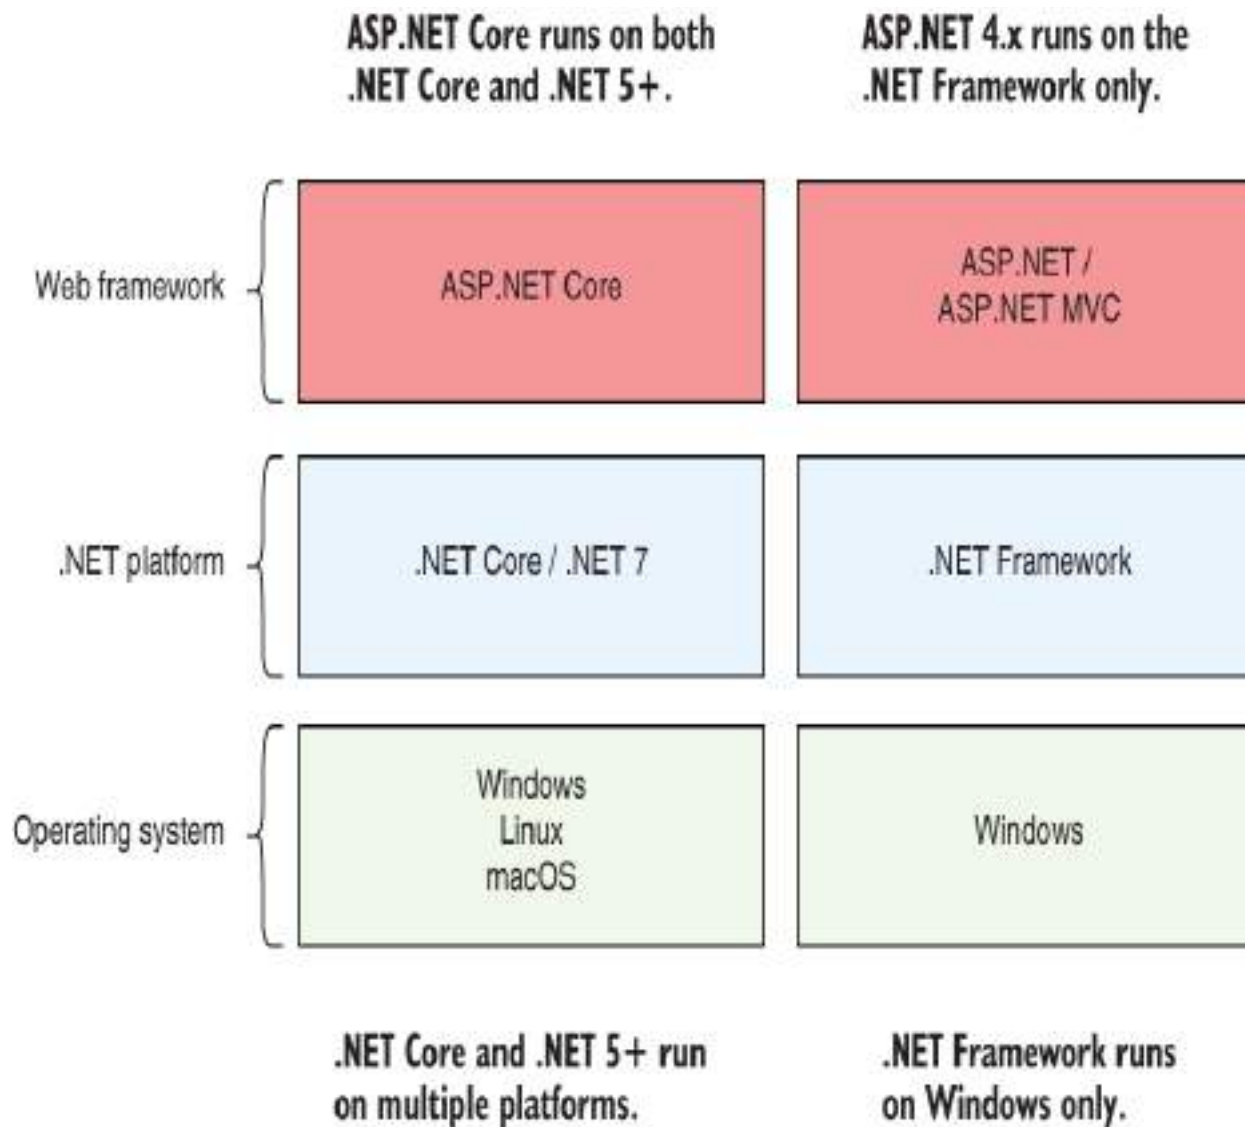 ASP.NET Core runs on both
.NET Core and .NET 5+.
ASP.NET 4.x runs on the
.NET Framework only.
Web framework
ASP.NET Core
ASP.NET /
ASP.NET MVC
.NET platform
.NET Core / .NET 7
.NET Framework
Operating system
Windows
Linux
macOS
Windows
.NET Core and .NET 5+ run
on multiple platforms.
.NET Framework runs
on Windows only.